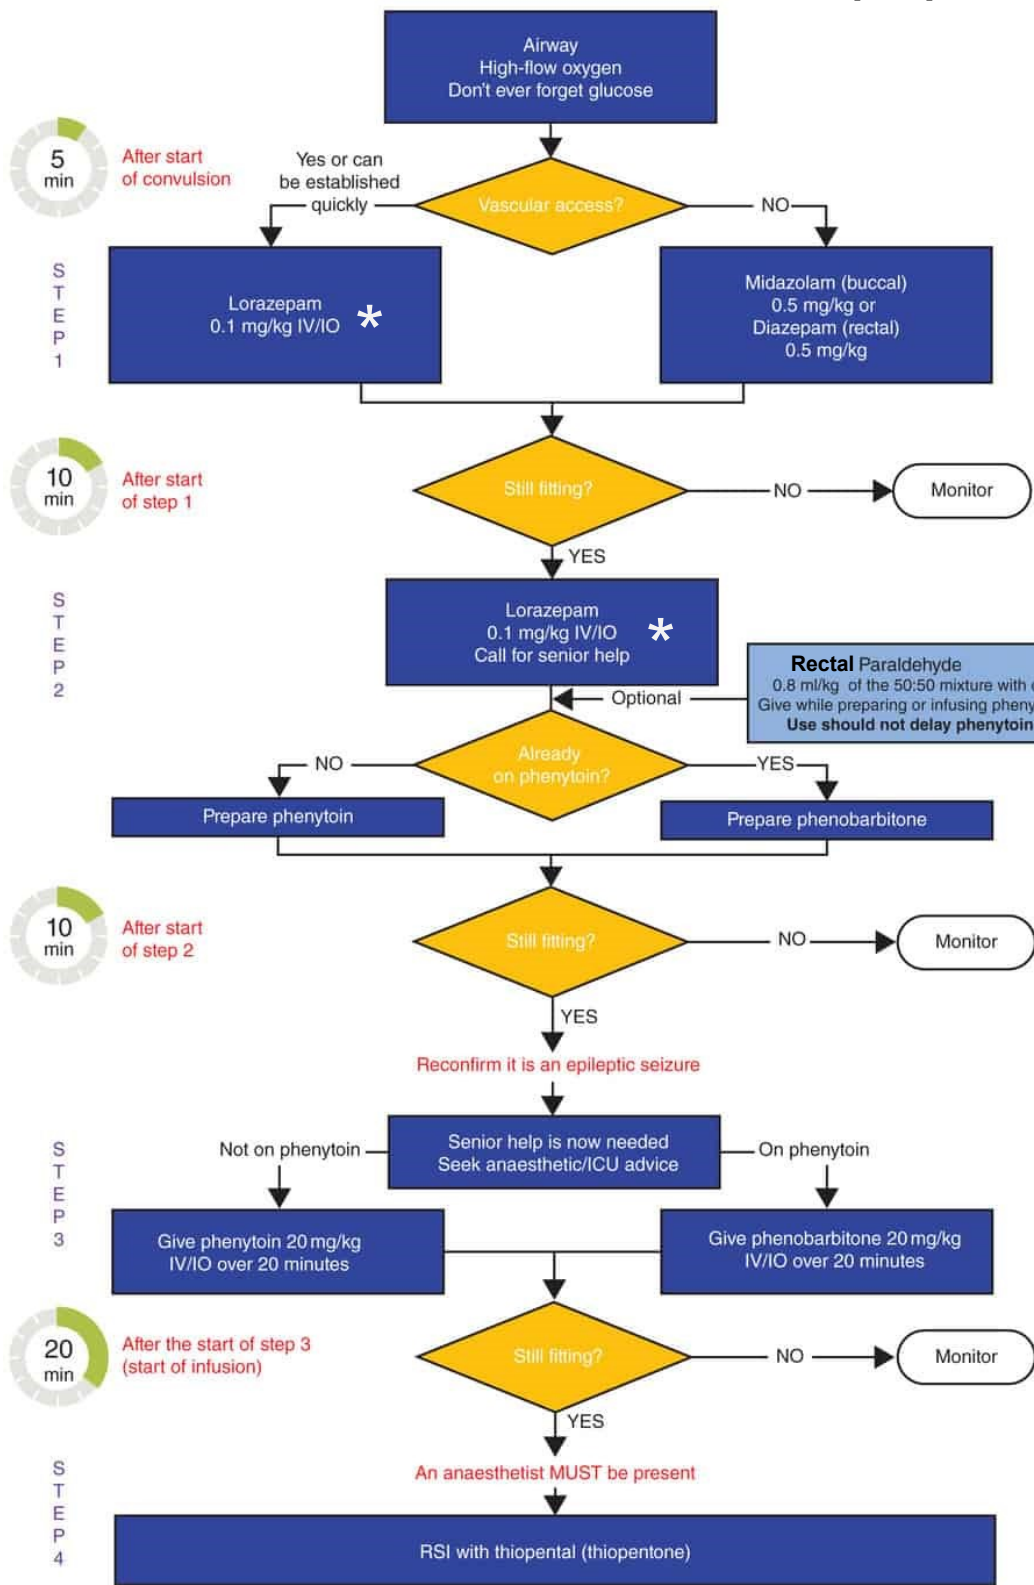 Airway
High-flow oxygen
Don't ever forget glucose
5
min
After start
of convulsion
Yes or can
be established
quickly
Vascular access?
NO
STEP 1
Lorazepam
0.1 mg/kg IV/IO *
Midazolam (buccal)
0.5 mg/kg or
Diazepam (rectal)
0.5 mg/kg
10
min
After start
of step 1
Still fitting?
NO
Monitor
YES
STEP 2
Lorazepam
0.1 mg/kg IV/IO *
Call for senior help
Rectal Paraldehyde
0.8 ml/kg of the 50:50 mixture with
Give while preparing or infusing
Use should not delay phenytoin
Optional
Already
on phenytoin?
NO
YES
Prepare phenytoin
Prepare phenobarbitone
10
min
After start
of step 2
Still fitting?
NO
Monitor
YES
Reconfirm it is an epileptic seizure
STEP 3
Not on phenytoin
Senior help is now needed
Seek anaesthetic/ICU advice
On phenytoin
Give phenytoin 20 mg/kg
IV/IO over 20 minutes
Give phenobarbitone 20 mg/kg
IV/IO over 20 minutes
20
min
After the start of step 3
(start of infusion)
Still fitting?
NO
Monitor
YES
An anaesthetist MUST be present
STEP 4
RSI with thiopental (thiopentone)